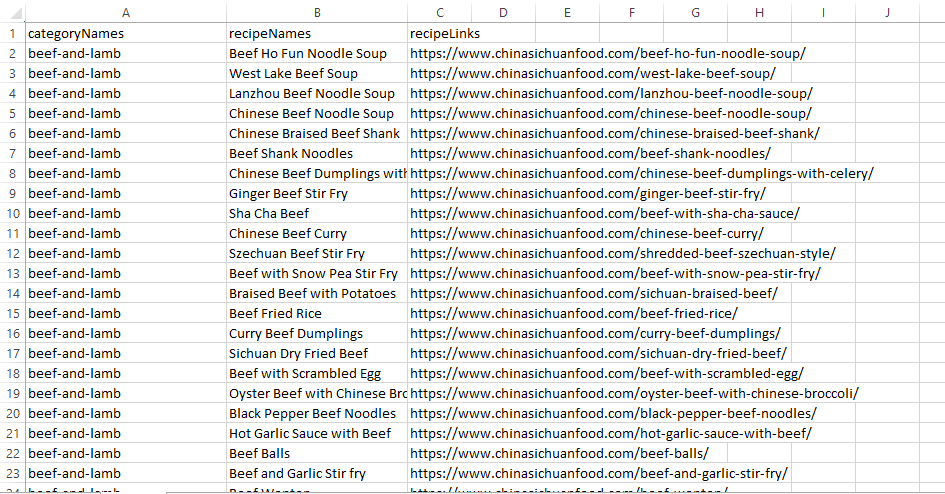 A B C D E F G H I J
1 categoryNames recipeNames recipeLinks
2 beef-and-lamb Beef Ho Fun Noodle Soup https://www.chinasichuanfood.com/beef-ho-fun-noodle-soup/
3 beef-and-lamb West Lake Beef Soup https://www.chinasichuanfood.com/west-lake-beef-soup/
4 beef-and-lamb Lanzhou Beef Noodle Soup https://www.chinasichuanfood.com/lanzhou-beef-noodle-soup/
5 beef-and-lamb Chinese Beef Noodle Soup https://www.chinasichuanfood.com/chinese-beef-noodle-soup/
6 beef-and-lamb Chinese Braised Beef Shank https://www.chinasichuanfood.com/chinese-braised-beef-shank/
7 beef-and-lamb Beef Shank Noodles https://www.chinasichuanfood.com/beef-shank-noodles/
8 beef-and-lamb Chinese Beef Dumplings with https://www.chinasichuanfood.com/chinese-beef-dumplings-with-celery/
9 beef-and-lamb Ginger Beef Stir Fry https://www.chinasichuanfood.com/ginger-beef-stir-fry/
10 beef-and-lamb Sha Cha Beef https://www.chinasichuanfood.com/beef-with-sha-cha-sauce/
11 beef-and-lamb Chinese Beef Curry https://www.chinasichuanfood.com/chinese-beef-curry/
12 beef-and-lamb Szechuan Beef Stir Fry https://www.chinasichuanfood.com/shredded-beef-szechuan-style/
13 beef-and-lamb Beef with Snow Pea Stir Fry https://www.chinasichuanfood.com/beef-with-snow-pea-stir-fry/
14 beef-and-lamb Braised Beef with Potatoes https://www.chinasichuanfood.com/sichuan-braised-beef/
15 beef-and-lamb Beef Fried Rice https://www.chinasichuanfood.com/beef-fried-rice/
16 beef-and-lamb Curry Beef Dumplings https://www.chinasichuanfood.com/curry-beef-dumplings/
17 beef-and-lamb Sichuan Dry Fried Beef https://www.chinasichuanfood.com/sichuan-dry-fried-beef/
18 beef-and-lamb Beef with Scrambled Egg https://www.chinasichuanfood.com/beef-with-scrambled-egg/
19 beef-and-lamb Oyster Beef with Chinese Bro https://www.chinasichuanfood.com/oyster-beef-with-chinese-broccoli/
20 beef-and-lamb Black Pepper Beef Noodles https://www.chinasichuanfood.com/black-pepper-beef-noodles/
21 beef-and-lamb Hot Garlic Sauce with Beef https://www.chinasichuanfood.com/hot-garlic-sauce-with-beef/
22 beef-and-lamb Beef Balls https://www.chinasichuanfood.com/beef-balls/
23 beef-and-lamb Beef and Garlic Stir fry https://www.chinasichuanfood.com/beef-and-garlic-stir-fry/